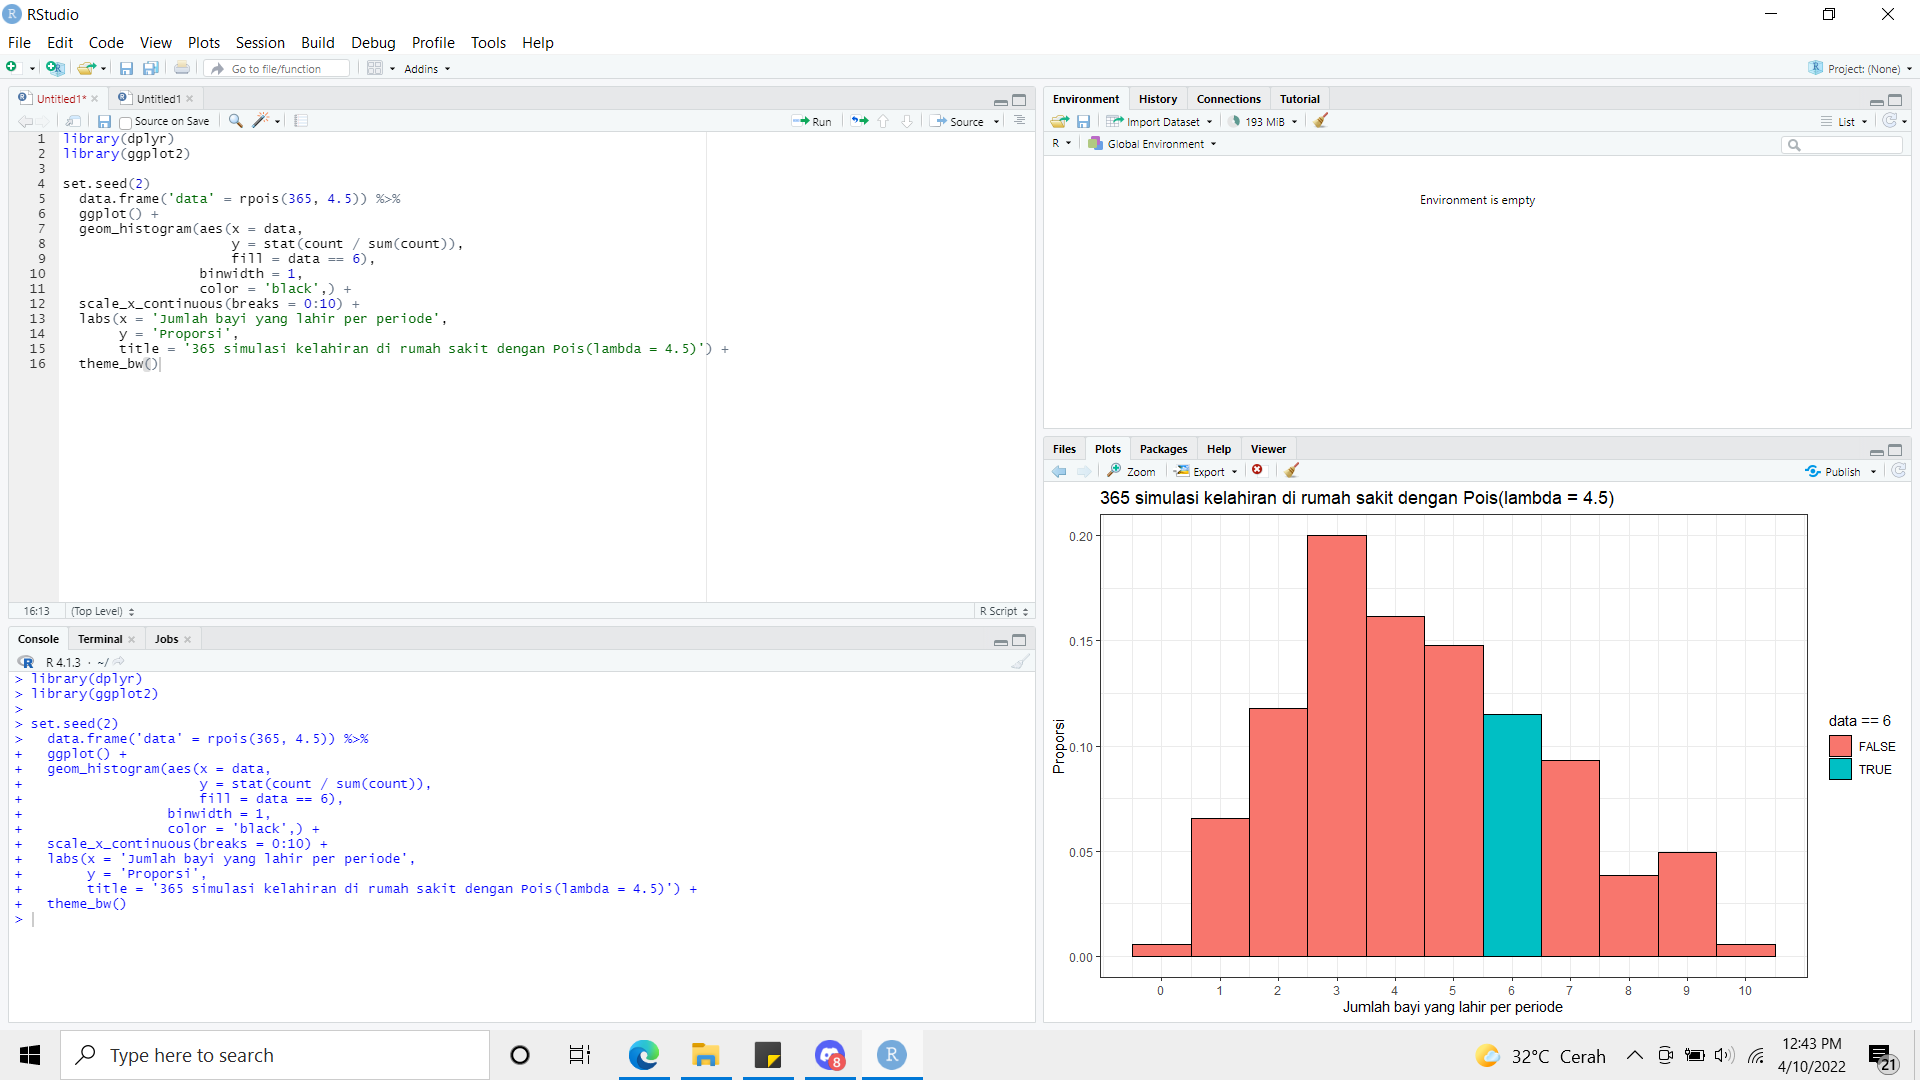 RStudio
File Edit Code View Plots Session Build Debug Profile Tools Help
Go to file/function Addins Project: (None)
Untitled1* Untitled1
Source on Save Run Source
1 library(dplyr)
2 library(ggplot2)
3
4 set.seed(2)
5 data.frame('data' = rpois(365, 4.5)) %>%
6 ggplot() +
7 geom_histogram(aes(x = data,
8 y = stat(count / sum(count)),
9 fill = data == 6),
10 binwidth = 1,
11 color = 'black',) +
12 scale_x_continuous(breaks = 0:10) +
13 labs(x = 'Jumlah bayi yang lahir per periode',
14 y = 'Proporsi',
15 title = '365 simulasi kelahiran di rumah sakit dengan Pois(lambda = 4.5)') +
16 theme_bw()
16:13 (Top Level) R Script
Console Terminal Jobs
R R 4.1.3 · ~/
> library(dplyr)
> library(ggplot2)
>
> set.seed(2)
> data.frame('data' = rpois(365, 4.5)) %>%
+ ggplot() +
+ geom_histogram(aes(x = data,
+ y = stat(count / sum(count)),
+ fill = data == 6),
+ binwidth = 1,
+ color = 'black',) +
+ scale_x_continuous(breaks = 0:10) +
+ labs(x = 'Jumlah bayi yang lahir per periode',
+ y = 'Proporsi',
+ title = '365 simulasi kelahiran di rumah sakit dengan Pois(lambda = 4.5)') +
+ theme_bw()
>
Environment History Connections Tutorial
Import Dataset 193 MiB List
R Global Environment
Environment is empty
Files Plots Packages Help Viewer
Zoom Export Publish
365 simulasi kelahiran di rumah sakit dengan Pois(lambda = 4.5)
Proporsi
0.20
0.15
0.10
0.05
0.00
0 1 2 3 4 5 6 7 8 9 10
Jumlah bayi yang lahir per periode
data == 6
FALSE
TRUE
Type here to search
8
R
32°C Cerah
12:43 PM
4/10/2022
21